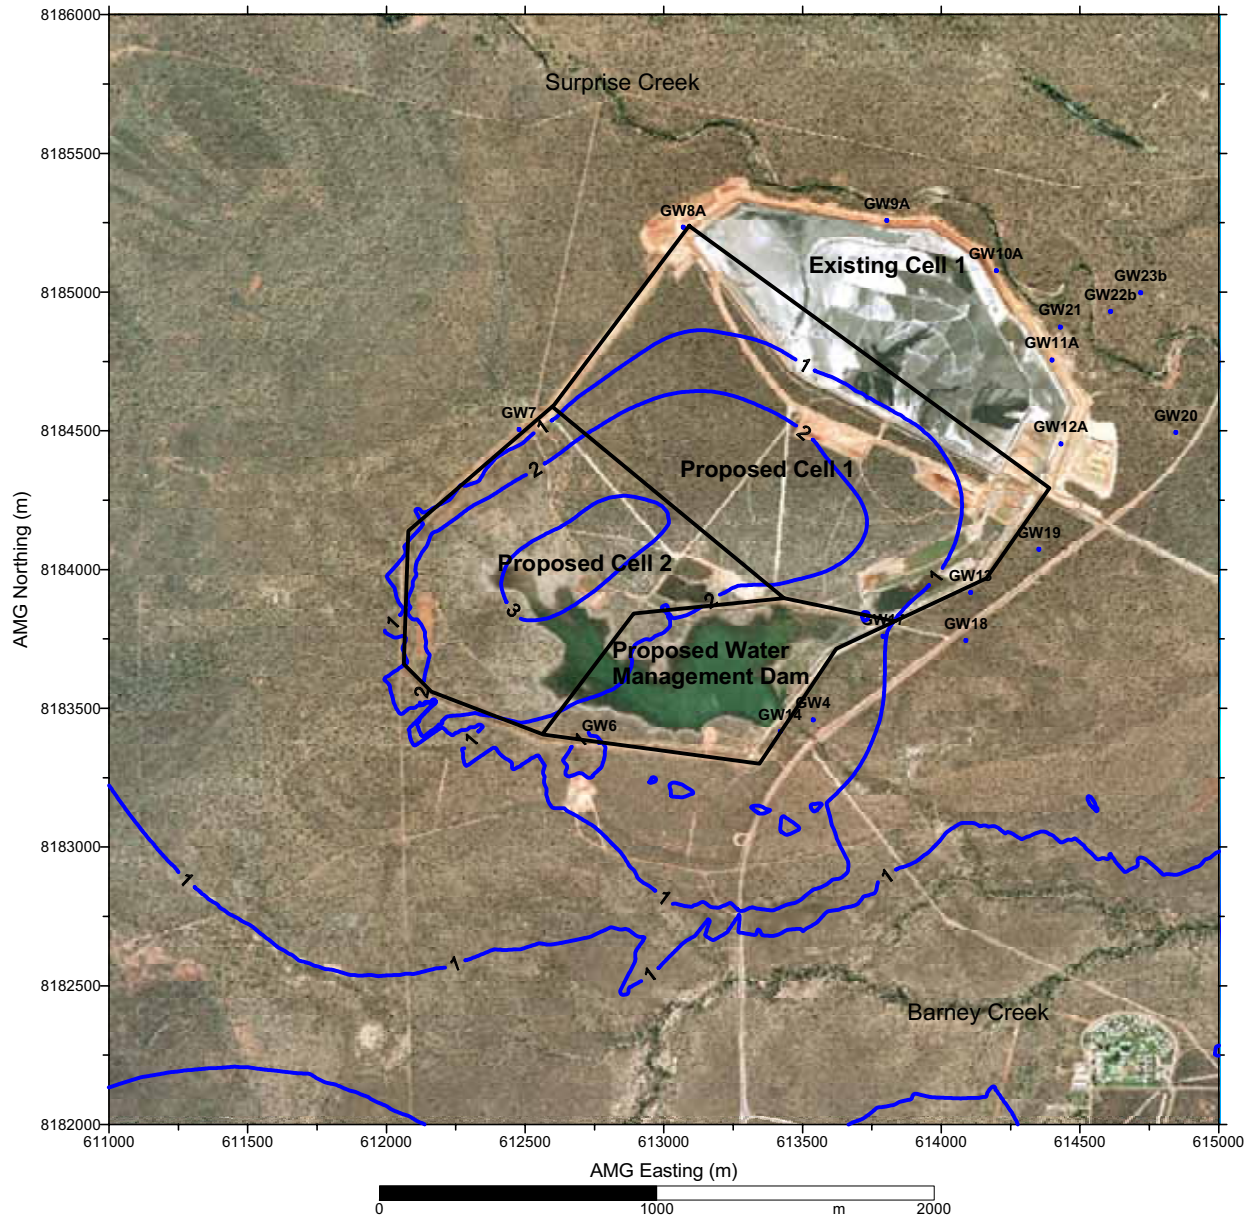 8186000
Surprise Creek
8185500
GW8A
GW9A
GW10A
Existing Cell 1
GW23b
GW22b
8185000
GW21
GW11A
1
GW7
1
2
GW20
8184500
GW12A
2
Proposed Cell 1
GW19
Proposed Cell 2
8184000
GW13
1
3
2
1
GW17
GW18
Proposed Water
Management Dam
2
8183500
GW6
GW14
GW4
1
1
8183000
1
1
1
1
1
8182500
Barney Creek
8182000
611000
611500
612000
612500
613000
613500
614000
614500
615000
AMG Northing (m)
AMG Easting (m)
0
1000
m
2000